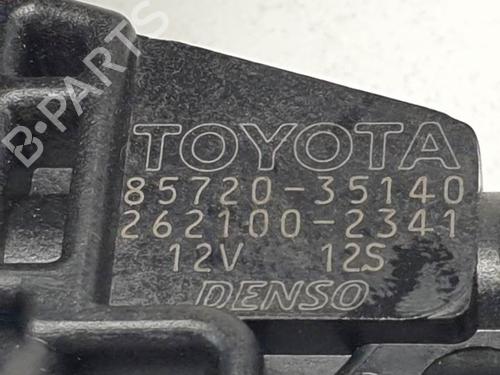 B-PARTS
TOYOTA
85720-35140
262100-2341
12V 12S
DENSO